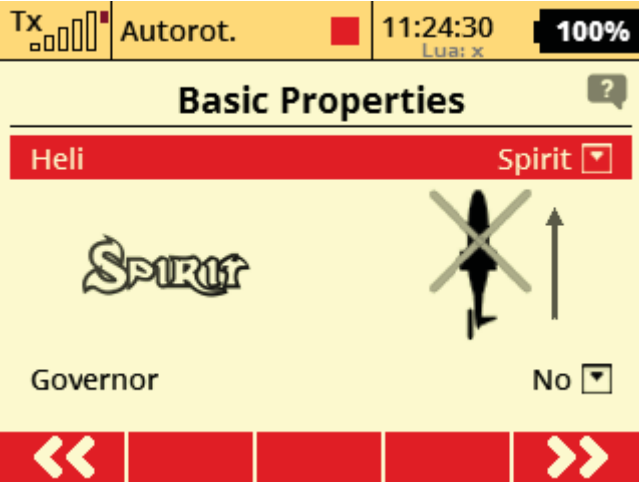 Tx Autorot. 11:24:30 100%
Lua: x
Basic Properties ?
Heli Spirit
SPIRIT
Governor No
<< >>